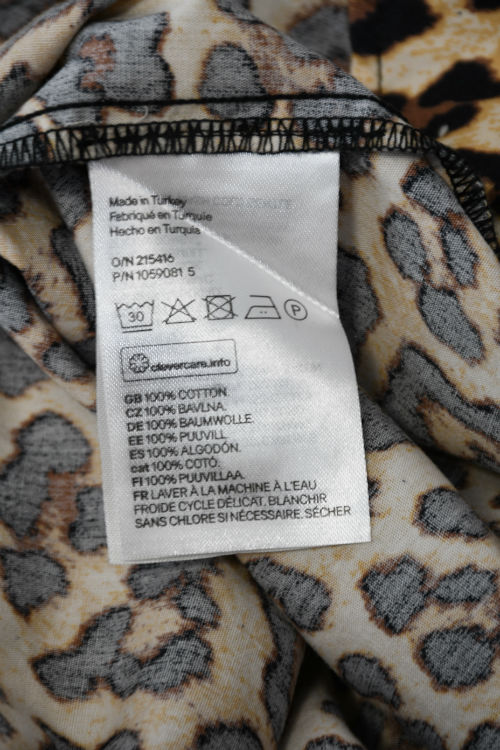 Made in Turkey
Fabriqué en Turquie
Hecho en Turquía
O/N 215416
P/N 1059081 5
30 P
clevercare.info
GB 100% COTTON.
CZ 100% BAVLNA.
DE 100% BAUMWOLLE.
EE 100% PUUVILL.
ES 100% ALGODÓN.
cat 100% COTÓ.
FI 100% PUUVILLAA.
FR LAVER À LA MACHINE À L'EAU
FROIDE CYCLE DÉLICAT, BLANCHIR
SANS CHLORE SI NÉCESSAIRE, SÉCHER